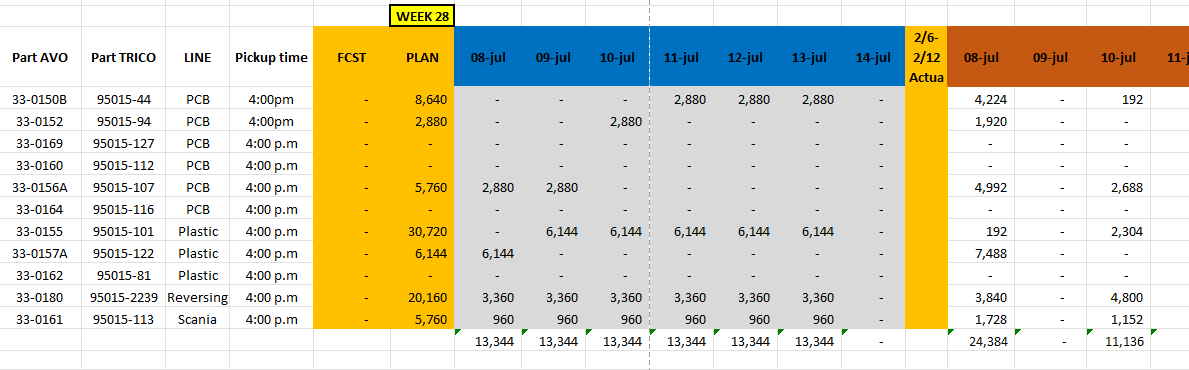 WEEK 28
Part AVO Part TRICO LINE Pickup time FCST PLAN 08-jul 09-jul 10-jul 11-jul 12-jul 13-jul 14-jul 2/6-2/12 Actua 08-jul 09-jul 10-jul 11-j
33-0150B 95015-44 PCB 4:00pm - 8,640 - - - 2,880 2,880 2,880 - 4,224 - 192
33-0152 95015-94 PCB 4:00pm - 2,880 - - 2,880 - - - - 1,920 - -
33-0169 95015-127 PCB 4:00 p.m - - - - - - - - - - - -
33-0160 95015-112 PCB 4:00 p.m - - - - - - - - - - - -
33-0156A 95015-107 PCB 4:00 p.m - 5,760 2,880 2,880 - - - - - 4,992 - 2,688
33-0164 95015-116 PCB 4:00 p.m - - - - - - - - - - - -
33-0155 95015-101 Plastic 4:00 p.m - 30,720 - 6,144 6,144 6,144 6,144 6,144 - 192 - 2,304
33-0157A 95015-122 Plastic 4:00 p.m - 6,144 6,144 - - - - - - 7,488 - -
33-0162 95015-81 Plastic 4:00 p.m - - - - - - - - - - - -
33-0180 95015-2239 Reversing 4:00 p.m - 20,160 3,360 3,360 3,360 3,360 3,360 3,360 - 3,840 - 4,800
33-0161 95015-113 Scania 4:00 p.m - 5,760 960 960 960 960 960 960 - 1,728 - 1,152
13,344 13,344 13,344 13,344 13,344 13,344 - 24,384 - 11,136